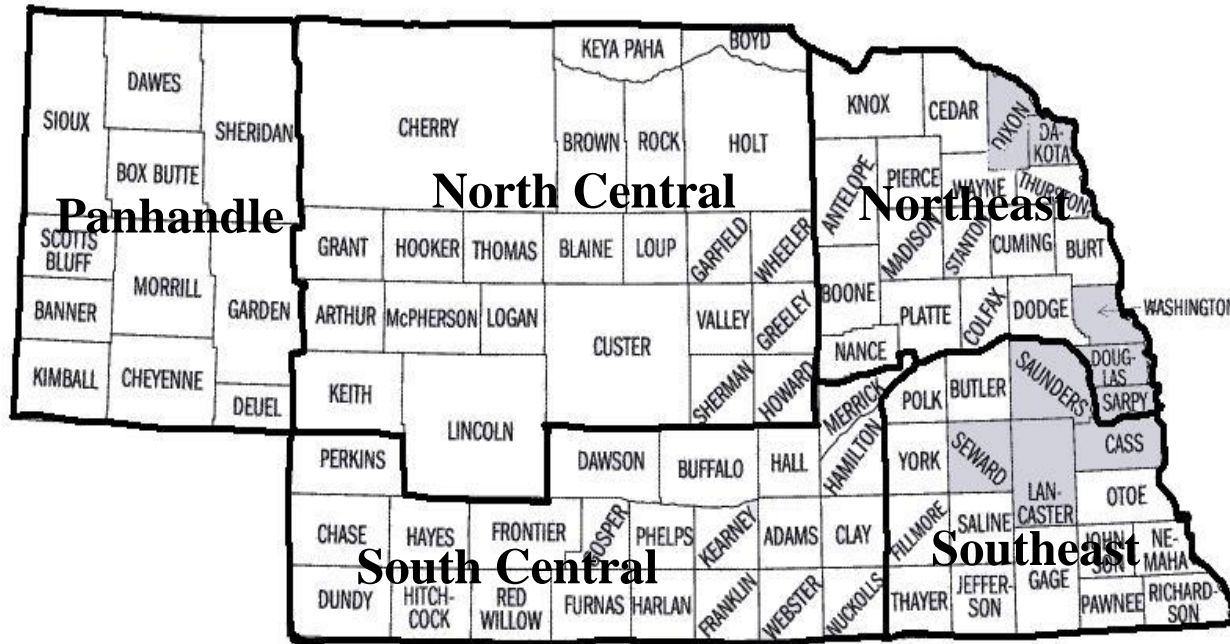 KEYA PAHA
BOYD
DAWES
SIOUX
SHERIDAN
CHERRY
BROWN
ROCK
HOLT
KNOX
CEDAR
DIXON
DA-
KOTA
BOX BUTTE
ANTELOPE
PIERCE
WAYNE
THURSTON
Panhandle
North Central
Northeast
SCOTTS
BLUFF
MORRILL
GARDEN
GRANT
HOOKER
THOMAS
BLAINE
LOUP
GARFIELD
WHEELER
MADISON
STANTON
CUMING
BURT
BANNER
ARTHUR
McPHERSON
LOGAN
CUSTER
VALLEY
GREELEY
BOONE
PLATTE
COLFAX
DODGE
WASHINGTON
KIMBALL
CHEYENNE
DEUEL
KEITH
LINCOLN
SHERMAN
HOWARD
NANCE
MERRICK
POLK
BUTLER
SAUNDERS
DOUG-
LAS
SARPY
PERKINS
DAWSON
BUFFALO
HALL
HAMILTON
YORK
SEWARD
LAN-
CASTER
CASS
OTOE
CHASE
HAYES
FRONTIER
GOSPER
PHELPS
KEARNEY
ADAMS
CLAY
FILLMORE
SALINE
JOHN-
SON
NE-
MAHA
South Central
Southeast
DUNDY
HITCH-
COCK
RED
WILLOW
FURNAS
HARLAN
FRANKLIN
WEBSTER
NUCKOLLS
THAYER
JEFFER-
SON
GAGE
PAWNEE
RICHARD-
SON